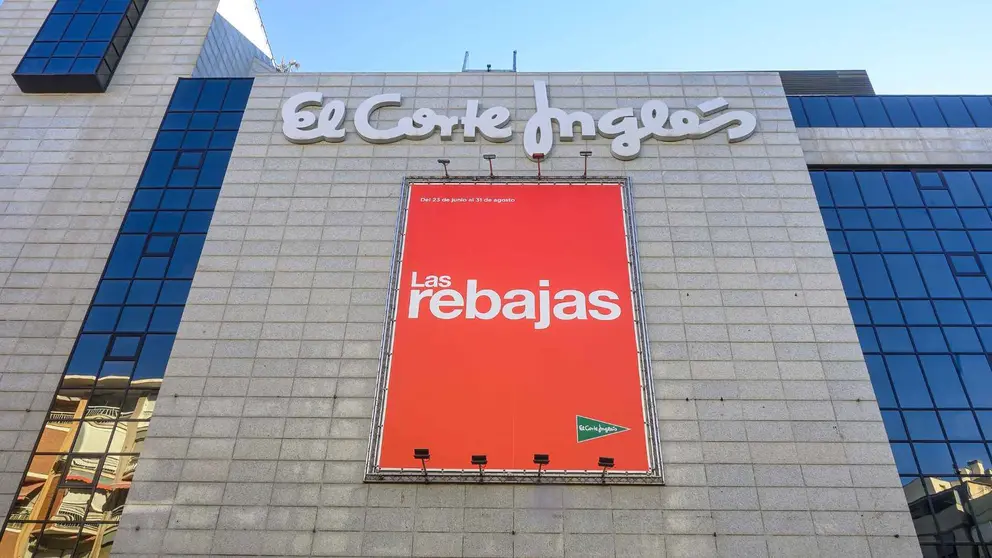 El Corte Inglés
Del 23 de junio al 31 de agosto
Las
rebajas
El Corte Inglés